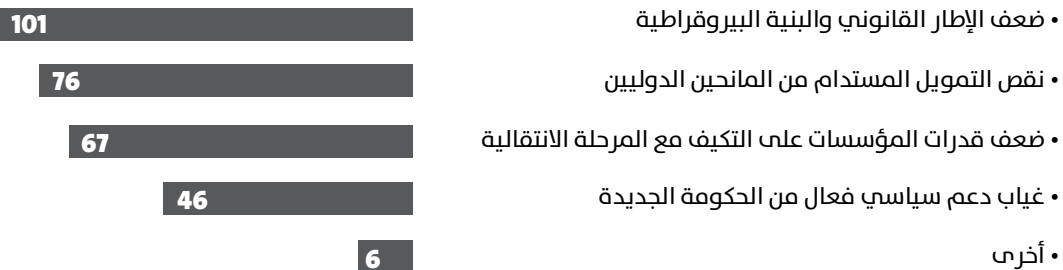 • ضعف الإطار القانوني والبنية البيروقراطية
101
• نقص التمويل المستدام من المانحين الدوليين
76
• ضعف قدرات المؤسسات على التكيف مع المرحلة الانتقالية
67
• غياب دعم سياسي فعال من الحكومة الجديدة
46
• أخرى
6